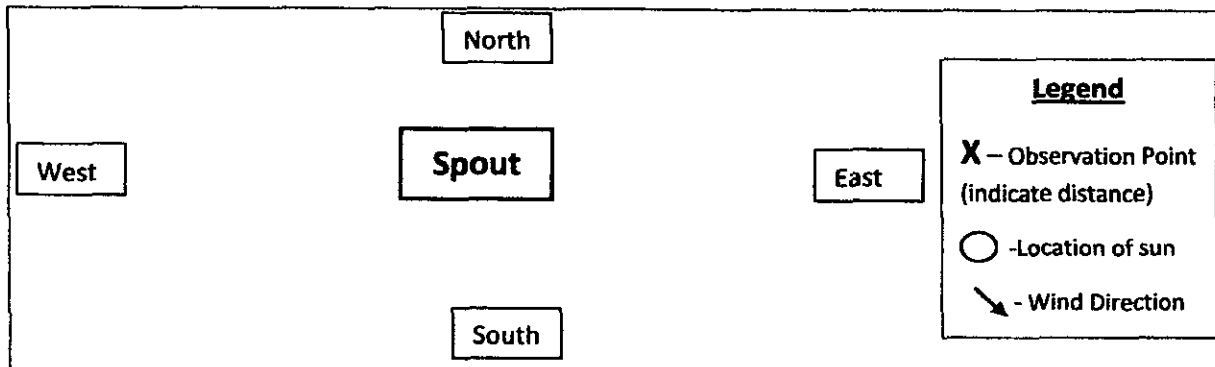 North
Legend
West
Spout
East
X – Observation Point
(indicate distance)
-Location of sun
- Wind Direction
South